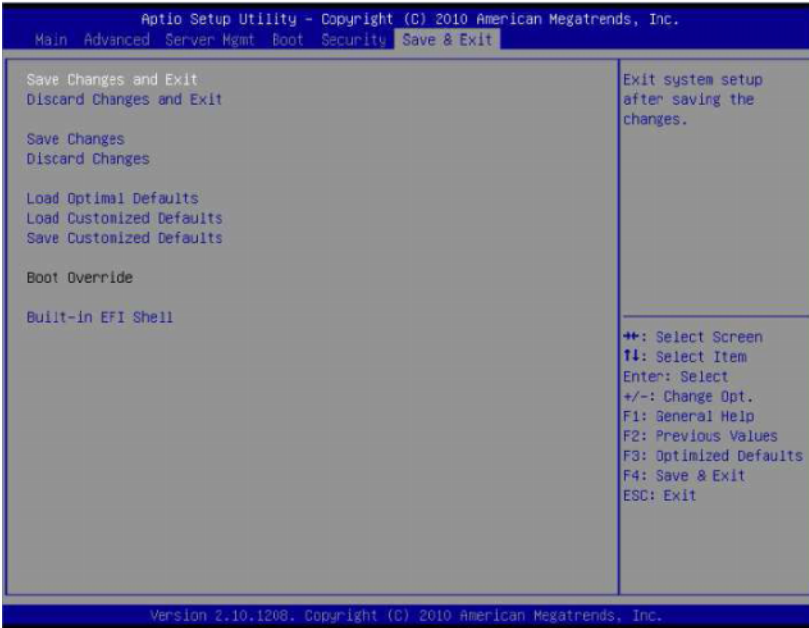 Aptio Setup Utility – Copyright (C) 2010 American Megatrends, Inc.
Main Advanced Server Mgmt Boot Security Save & Exit
Save Changes and Exit
Discard Changes and Exit
Save Changes
Discard Changes
Load Optimal Defaults
Load Customized Defaults
Save Customized Defaults
Boot Override
Built-in EFI Shell
Exit system setup
after saving the
changes.
→←: Select Screen
↑↓: Select Item
Enter: Select
+/-: Change Opt.
F1: General Help
F2: Previous Values
F3: Optimized Defaults
F4: Save & Exit
ESC: Exit
Version 2.10.1208. Copyright (C) 2010 American Megatrends, Inc.